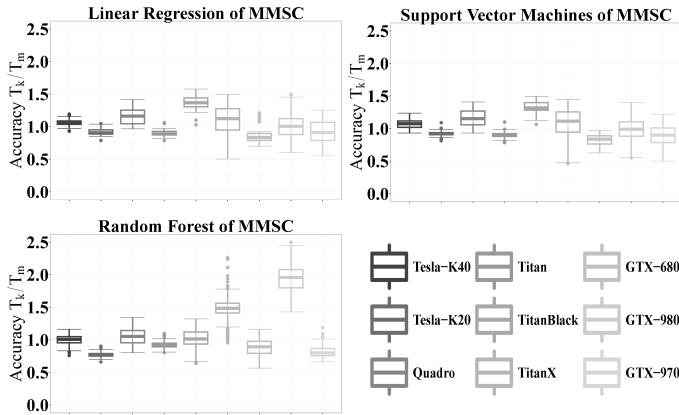 Linear Regression of MMSC
Accuracy Tk/Tm
2.5
2.0
1.5
1.0
0.5
0.0
Support Vector Machines of MMSC
Accuracy Tk/Tm
2.5
2.0
1.5
1.0
0.5
0.0
Random Forest of MMSC
Accuracy Tk/Tm
2.5
2.0
1.5
1.0
0.5
0.0
Tesla−K40 Titan GTX−680
Tesla−K20 TitanBlack GTX−980
Quadro TitanX GTX−970